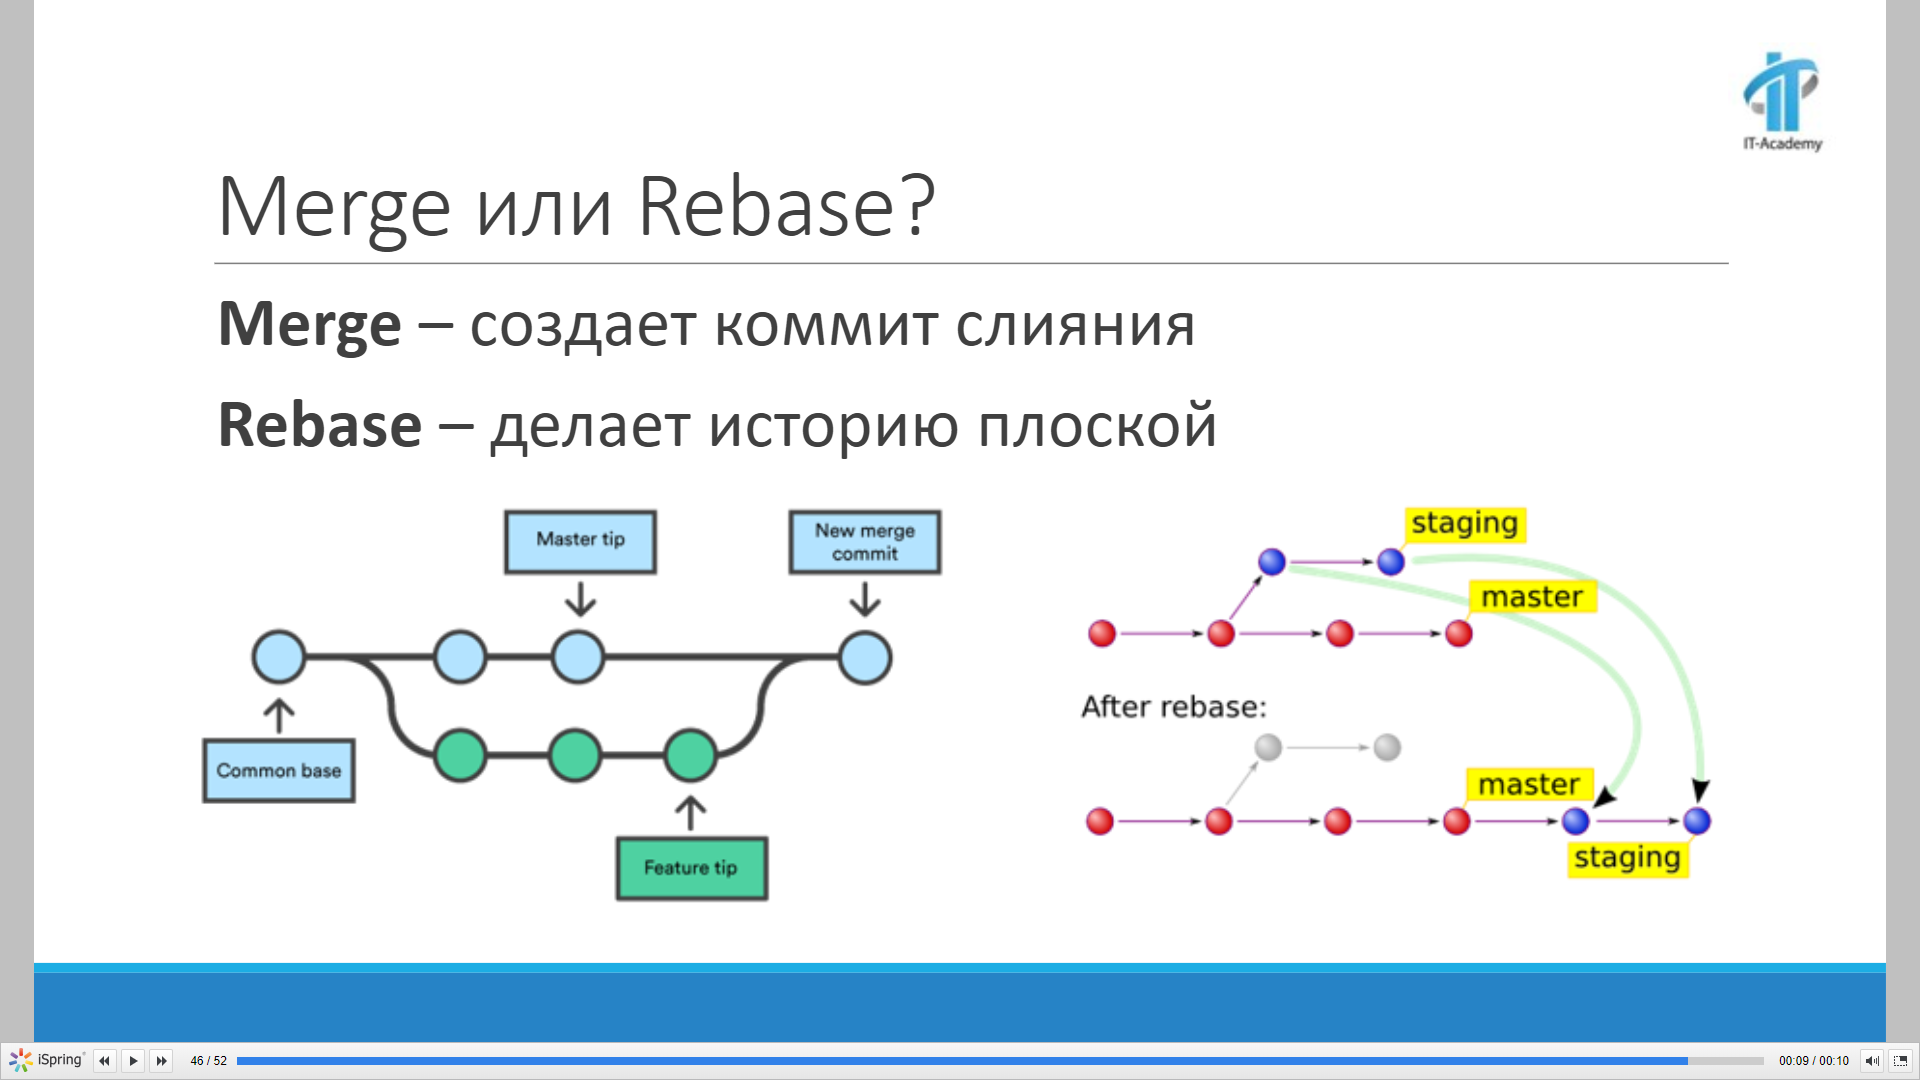 IT-Academy
Merge или Rebase?
Merge – создает коммит слияния
Rebase – делает историю плоской
Master tip
New merge
commit
Common base
Feature tip
staging
master
After rebase:
master
staging
iSpring
46 / 52
00:09 / 00:10